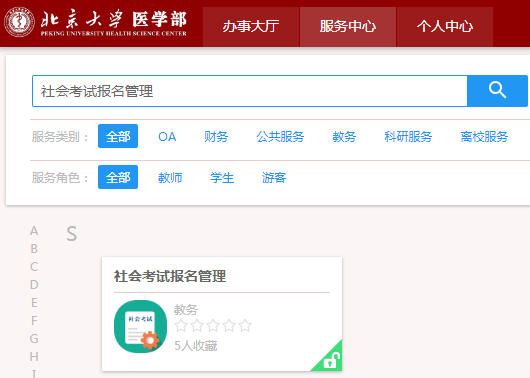 北京大学医学部 办事大厅 服务中心 个人中心
PEKING UNIVERSITY HEALTH SCIENCE CENTER
社会考试报名管理
服务类别： 全部 OA 财务 公共服务 教务 科研服务 离校服务
服务角色： 全部 教师 学生 游客
A
S
B
C
D
E
F
G
H
I
社会考试报名管理
社会考试
教务
5人收藏